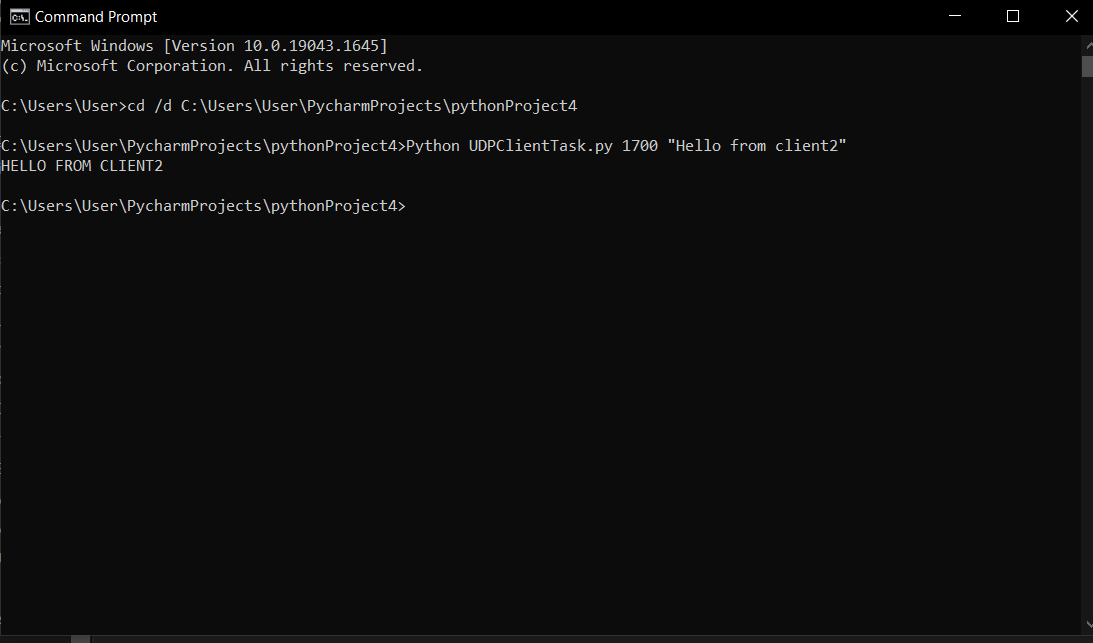 Command Prompt
Microsoft Windows [Version 10.0.19043.1645]
(c) Microsoft Corporation. All rights reserved.
C:\Users\User>cd /d C:\Users\User\PycharmProjects\pythonProject4
C:\Users\User\PycharmProjects\pythonProject4>Python UDPClientTask.py 1700 "Hello from client2"
HELLO FROM CLIENT2
C:\Users\User\PycharmProjects\pythonProject4>